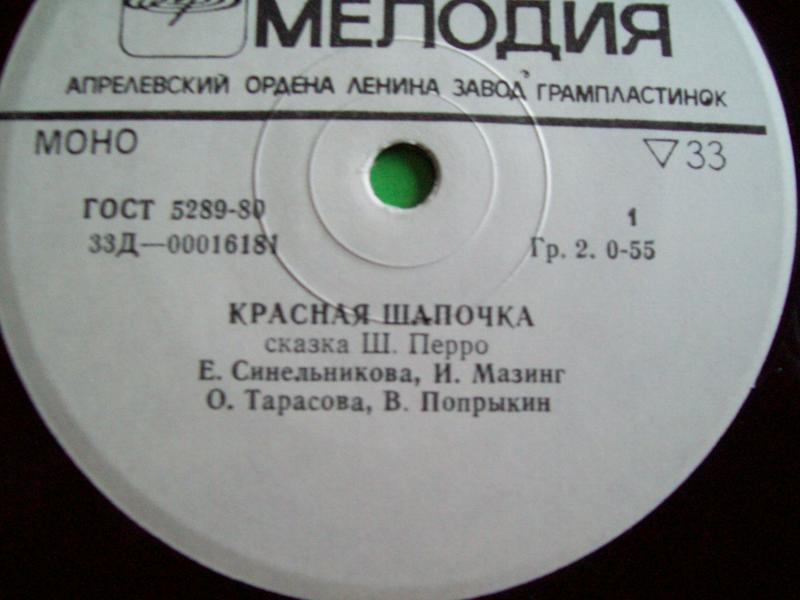 МЕЛОДИЯ
АПРЕЛЕВСКИЙ ОРДЕНА ЛЕНИНА ЗАВОД ГРАМПЛАСТИНОК
МОНО ▽33
ГОСТ 5289-80 1
33Д—00016181 Гр. 2. 0-55
КРАСНАЯ ШАПОЧКА
сказка Ш. Перро
Е. Синельникова, И. Мазинг
О. Тарасова, В. Попрыкин